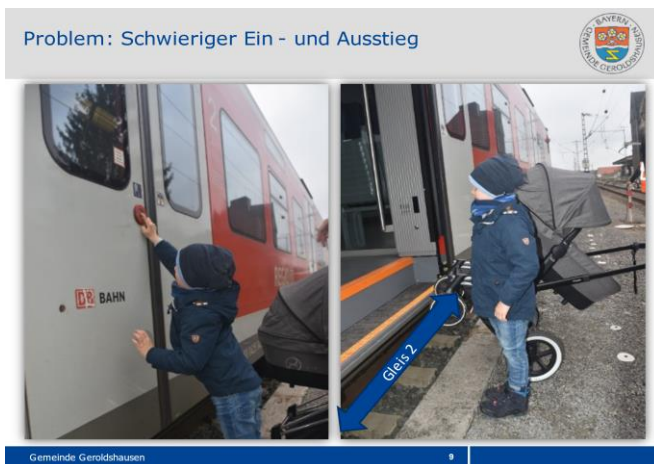 Problem: Schwieriger Ein - und Ausstieg
BAYERN
GEMEINDE GEROLDSHAUSEN
DB BAHN
Gleis 2
Gemeinde Geroldshausen
9